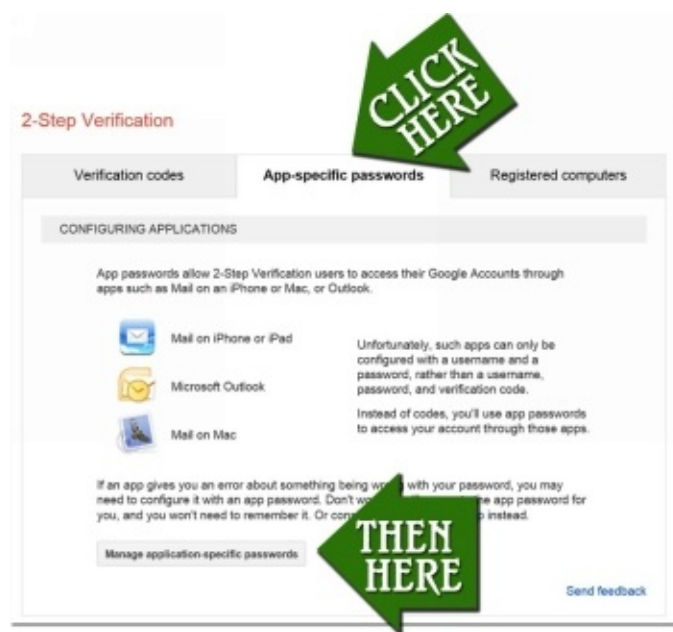 CLICK
HERE
2-Step Verification
Verification codes
App-specific passwords
Registered computers
CONFIGURING APPLICATIONS
App passwords allow 2-Step Verification users to access their Google Accounts through
apps such as Mail on an iPhone or Mac, or Outlook.
Mail on iPhone or iPad
Microsoft Outlook
Mail on Mac
Unfortunately, such apps can only be
configured with a username and a
password, rather than a username,
password, and verification code.
Instead of codes, you'll use app passwords
to access your account through those apps.
If an app gives you an error about something being wrong with your password, you may
need to configure it with an app password. Don't app password for
you, and you won't need to remember it. Or instead.
THEN
HERE
Manage application-specific passwords
Send feedback